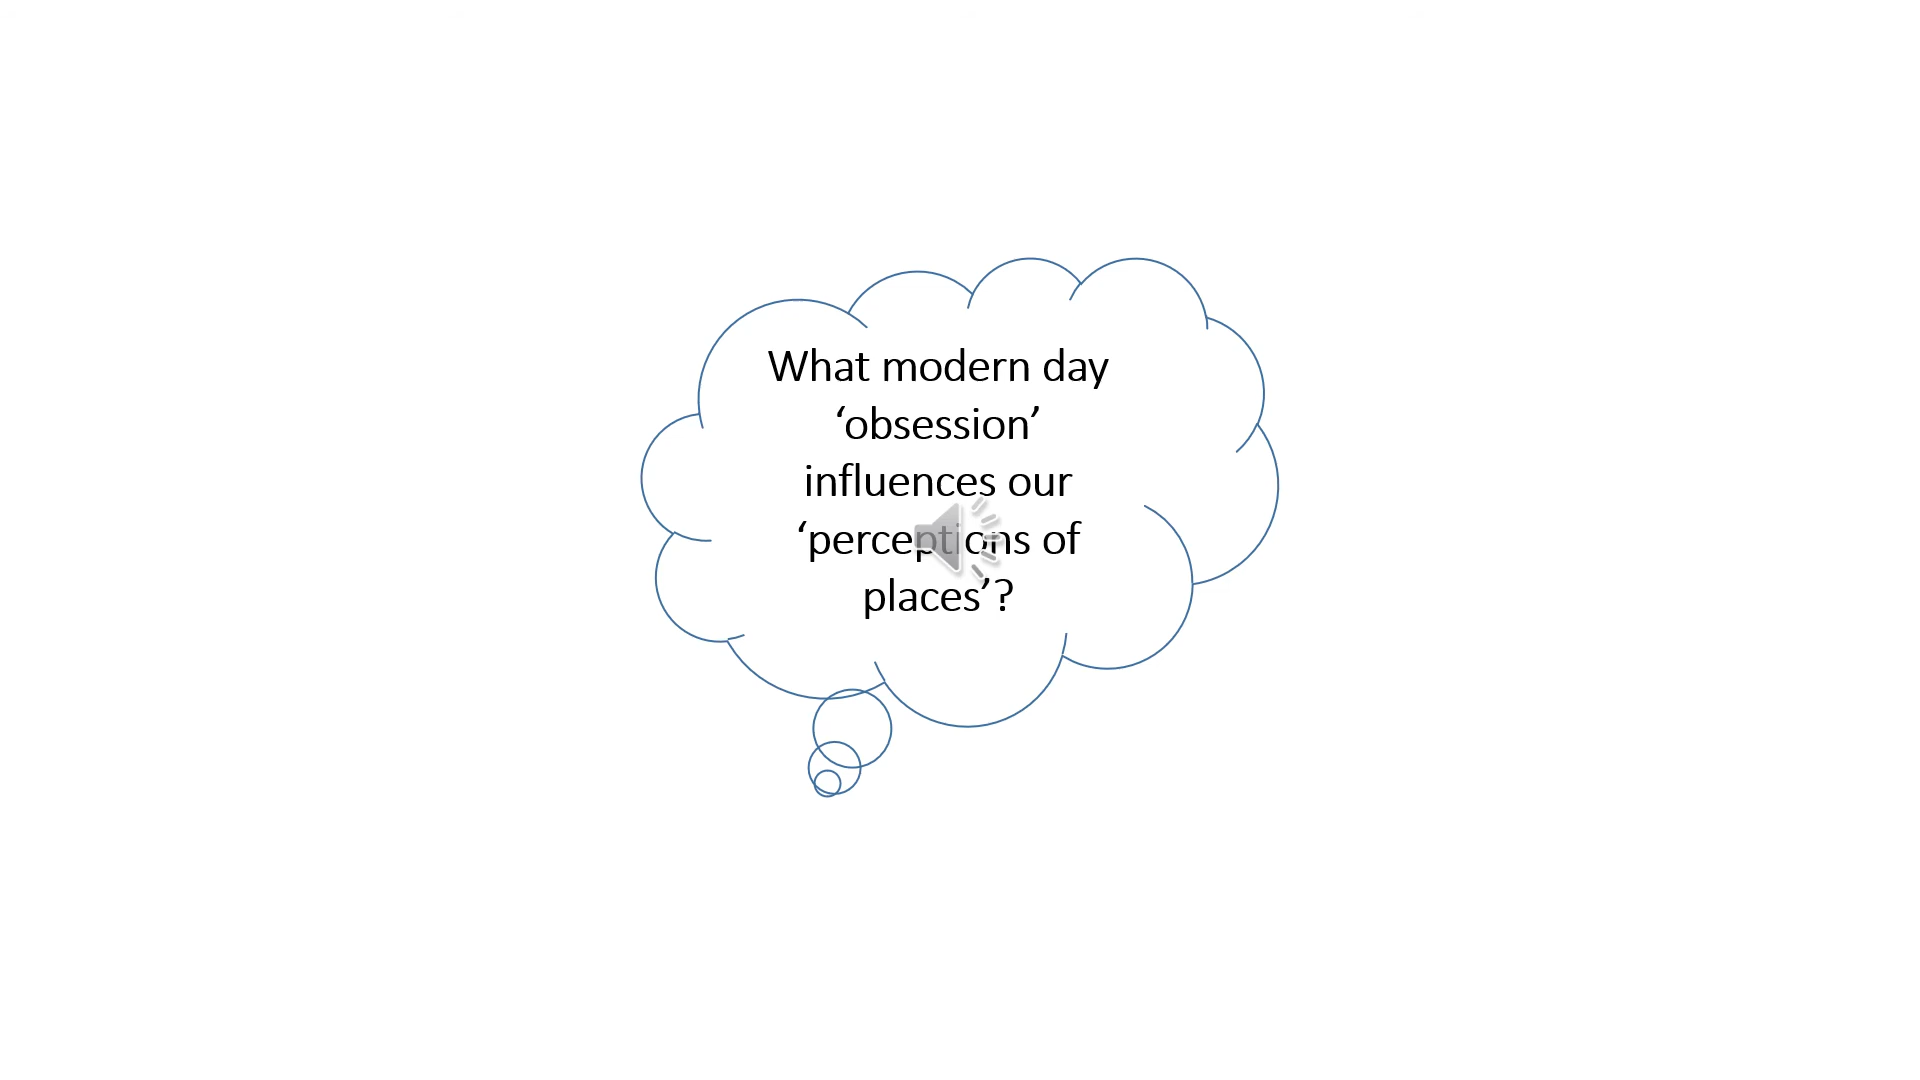 What modern day
‘obsession’
influences our
‘perceptions of
places’?